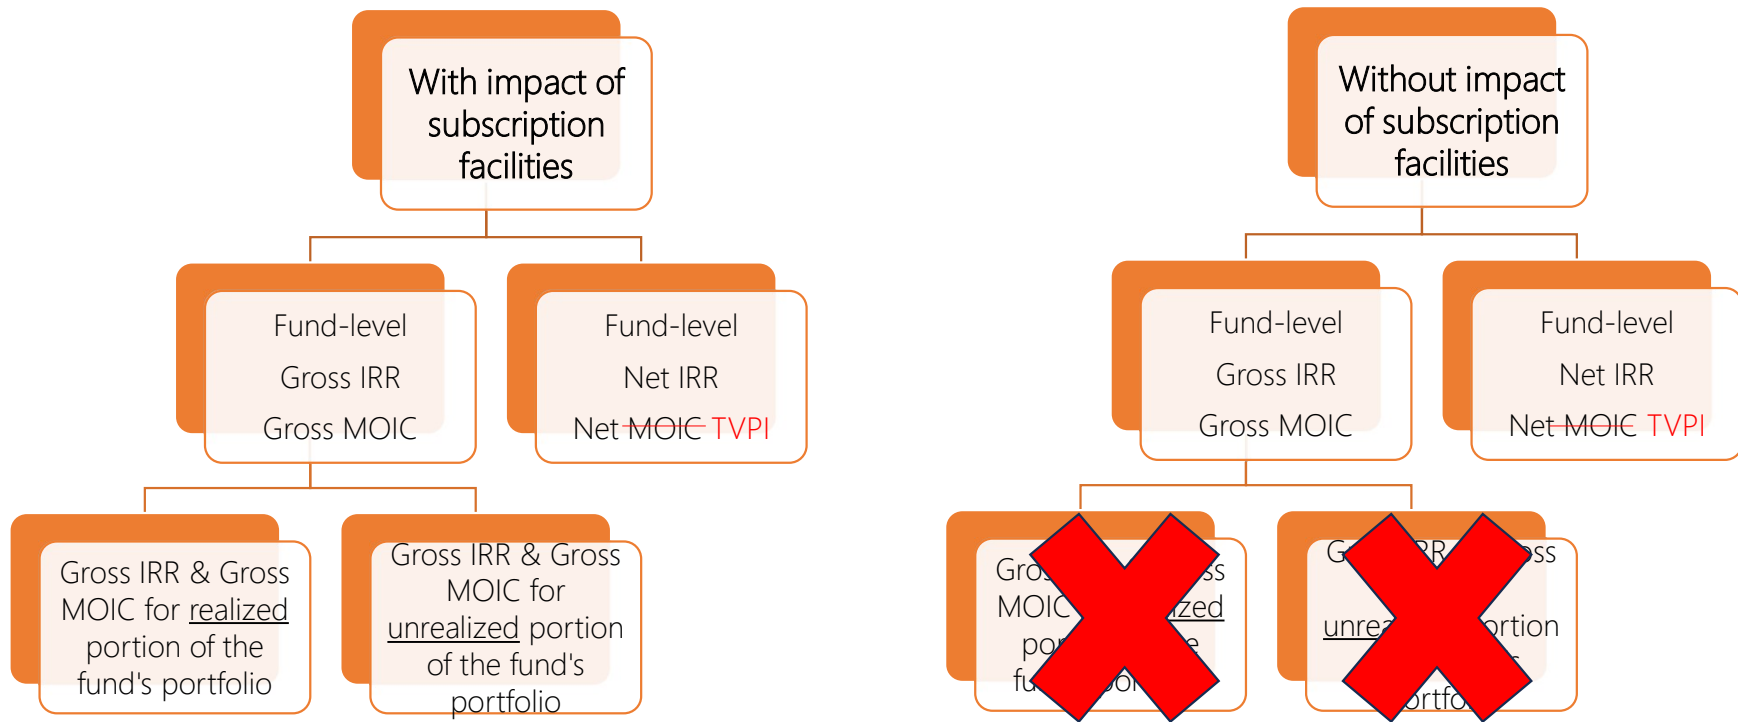 With impact of
subscription
facilities
Fund-level
Gross IRR
Gross MOIC
Fund-level
Net IRR
Net MOIC TVPI
Gross IRR & Gross
MOIC for realized
portion of the
fund's portfolio
Gross IRR & Gross
MOIC for
unrealized portion
of the fund's
portfolio
Without impact
of subscription
facilities
Fund-level
Gross IRR
Gross MOIC
Fund-level
Net IRR
Net MOIC TVPI
MOIC